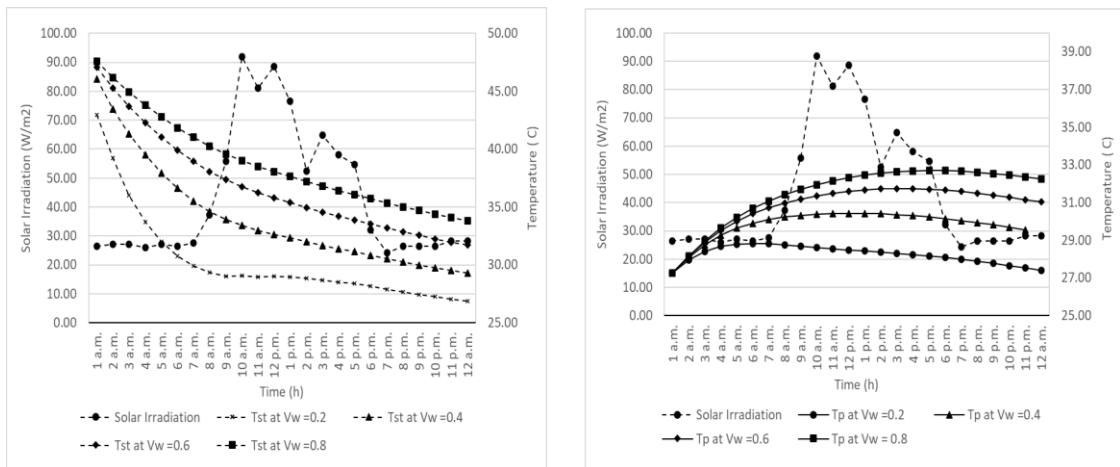 100.00
90.00
80.00
70.00
60.00
50.00
40.00
30.00
20.00
10.00
0.00
Solar Irradiation (W/m2)
50.00
45.00
40.00
35.00
30.00
25.00
Temperature ( C)
1 a.m.
2 a.m.
3 a.m.
4 a.m.
5 a.m.
6 a.m.
7 a.m.
8 a.m.
9 a.m.
10 a.m.
11 a.m.
12 p.m.
1 p.m.
2 p.m.
3 p.m.
4 p.m.
5 p.m.
6 p.m.
7 p.m.
8 p.m.
9 p.m.
10 p.m.
11 p.m.
12 a.m.
Time (h)
Solar Irradiation
Tst at Vw =0.2
Tst at Vw =0.4
Tst at Vw =0.6
Tst at Vw =0.8
100.00
90.00
80.00
70.00
60.00
50.00
40.00
30.00
20.00
10.00
0.00
Solar Irradiation (W/m2)
39.00
37.00
35.00
33.00
31.00
29.00
27.00
25.00
Temperature ( C)
1 a.m.
2 a.m.
3 a.m.
4 a.m.
5 a.m.
6 a.m.
7 a.m.
8 a.m.
9 a.m.
10 a.m.
11 a.m.
12 p.m.
1 p.m.
2 p.m.
3 p.m.
4 p.m.
5 p.m.
6 p.m.
7 p.m.
8 p.m.
9 p.m.
10 p.m.
11 p.m.
12 a.m.
Time (h)
Solar Irradiation
Tp at Vw =0.2
Tp at Vw =0.4
Tp at Vw =0.6
Tp at Vw = 0.8